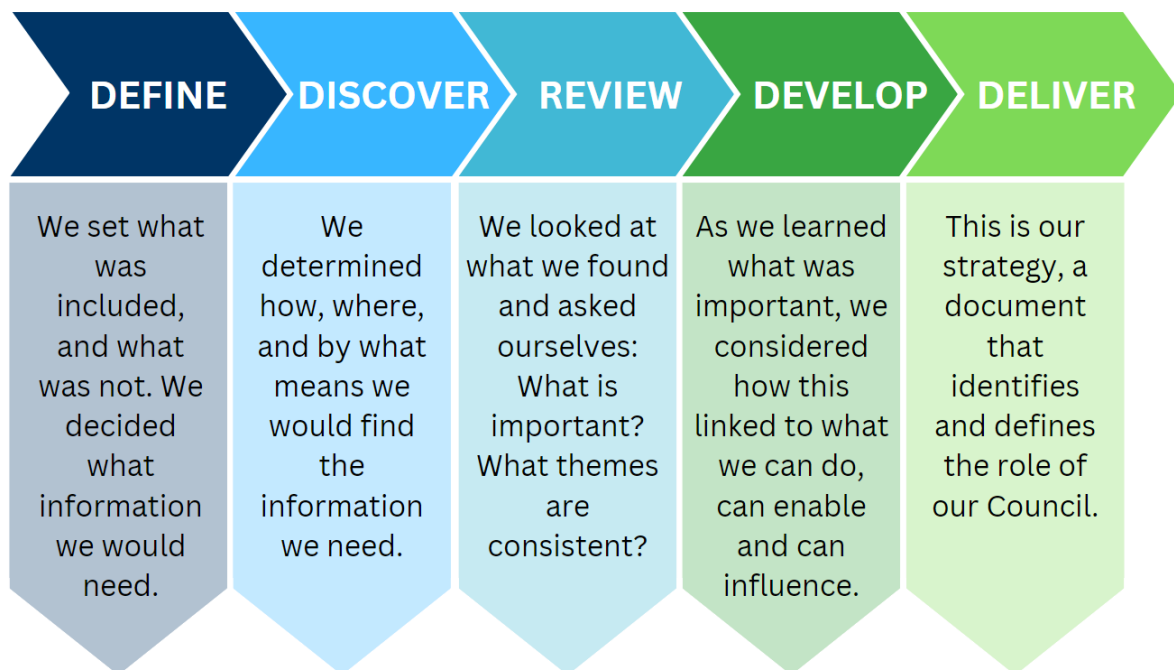 DEFINE
DISCOVER
REVIEW
DEVELOP
DELIVER
We set what
was
included,
and what
was not. We
decided
what
information
we would
need.
We
determined
how, where,
and by what
means we
would find
the
information
we need.
We looked at
what we found
and asked
ourselves:
What is
important?
What themes
are
consistent?
As we learned
what was
important, we
considered
how this
linked to what
we can do,
can enable
and can
influence.
This is our
strategy, a
document
that
identifies
and defines
the role of
our Council.